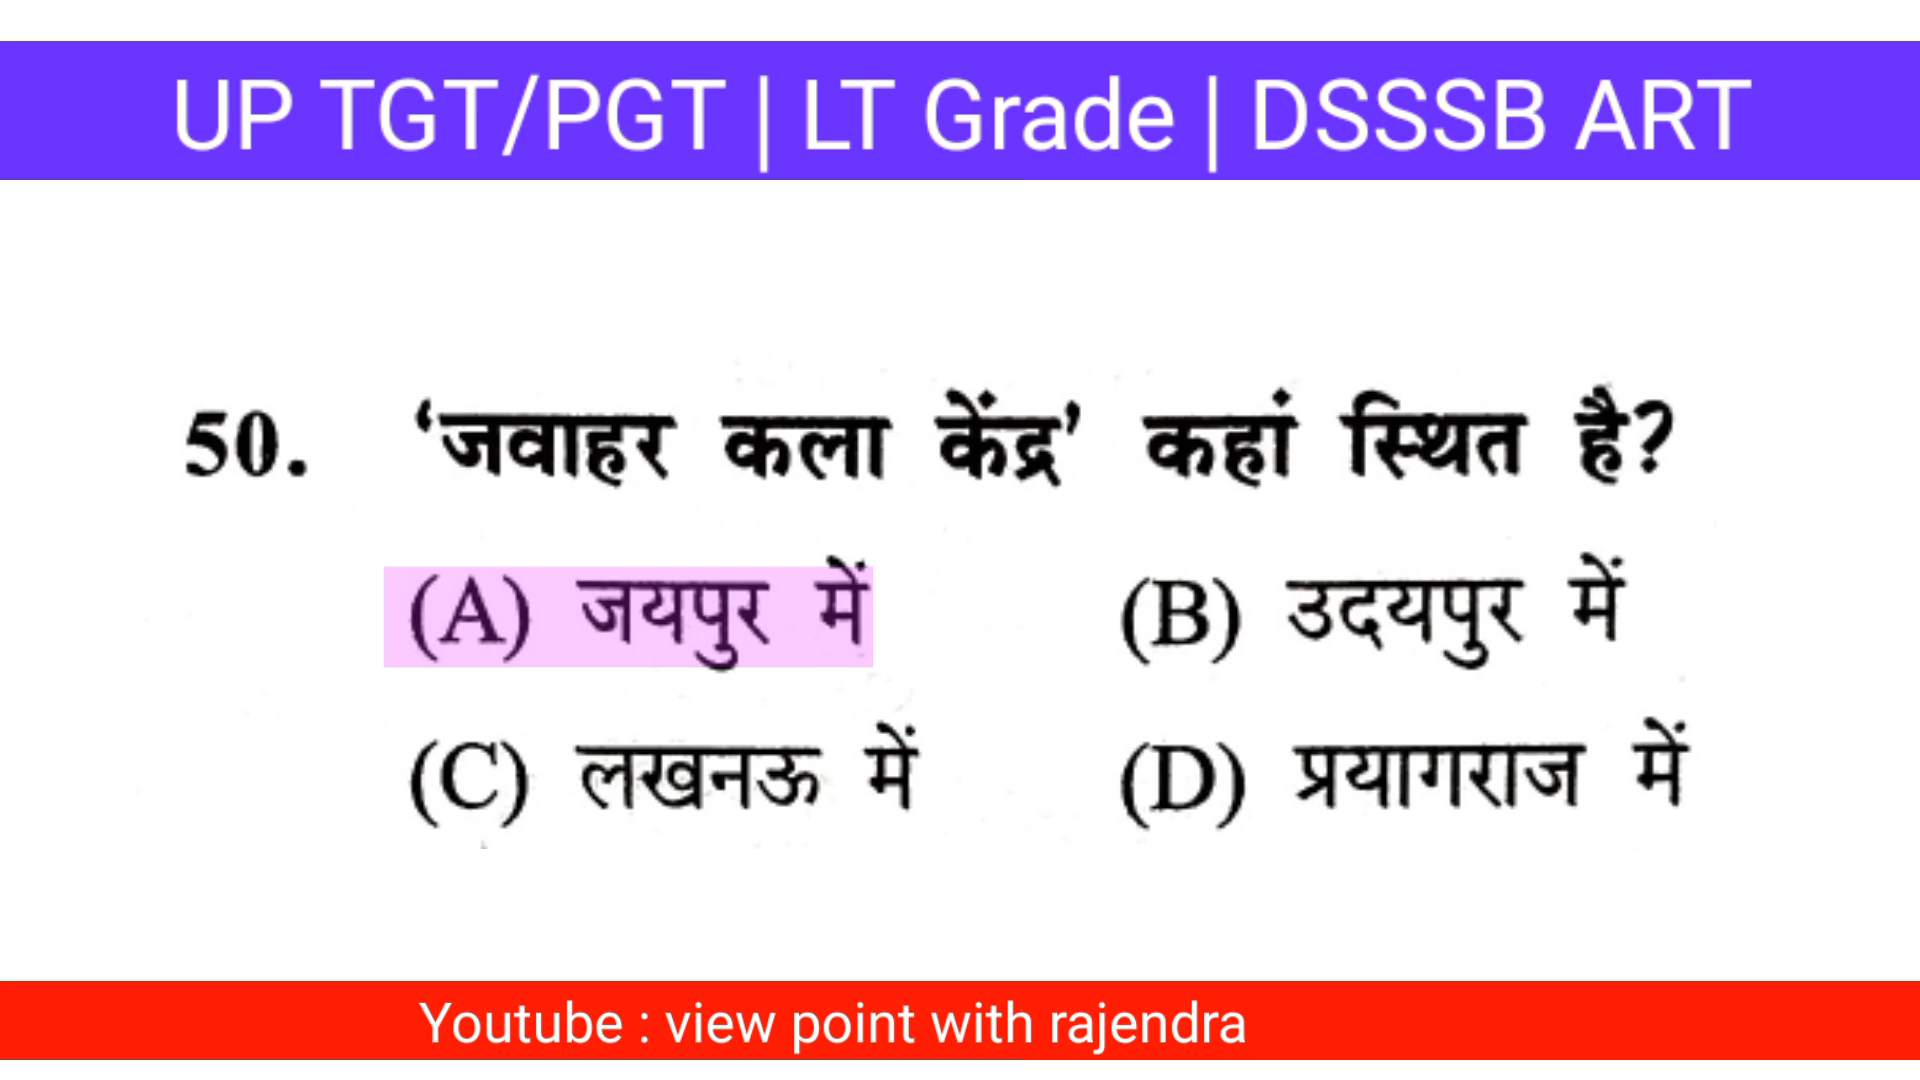 UP TGT/PGT | LT Grade | DSSSB ART
50. ‘जवाहर कला केंद्र’ कहां स्थित है?
(A) जयपुर में (B) उदयपुर में
(C) लखनऊ में (D) प्रयागराज में
Youtube : view point with rajendra